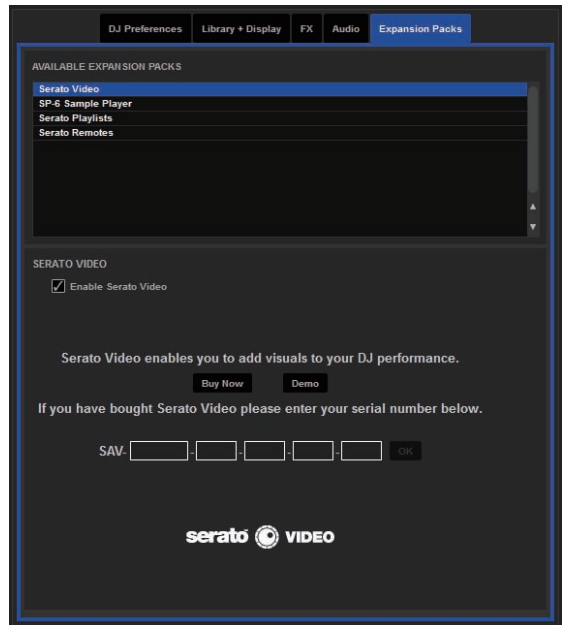 DJ Preferences Library + Display FX Audio Expansion Packs
AVAILABLE EXPANSION PACKS
Serato Video
SP-6 Sample Player
Serato Playlists
Serato Remotes
SERATO VIDEO
Enable Serato Video
Serato Video enables you to add visuals to your DJ performance.
Buy Now Demo
If you have bought Serato Video please enter your serial number below.
SAV- - - - - OK
serato VIDEO